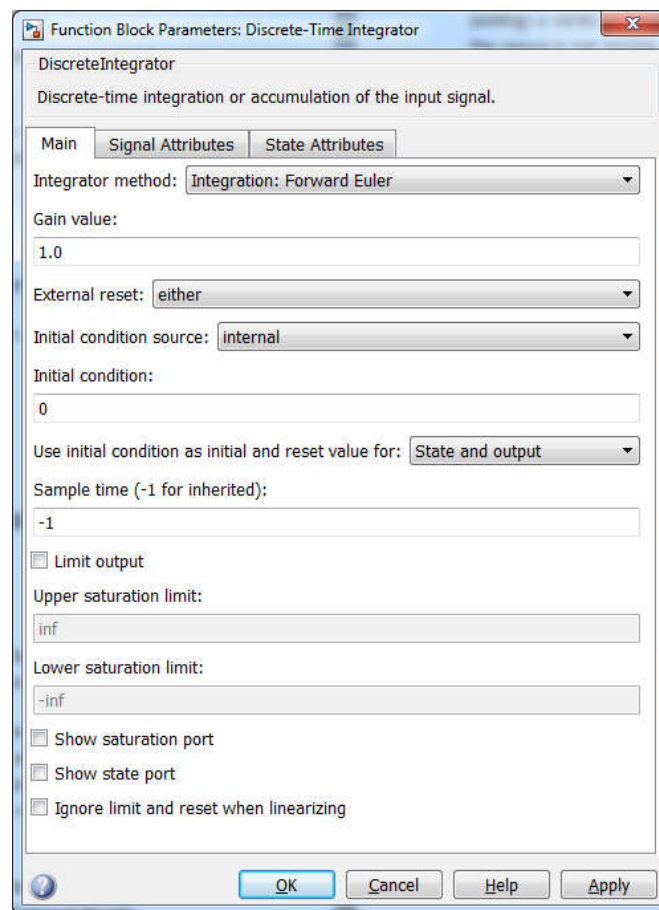 Function Block Parameters: Discrete-Time Integrator
DiscreteIntegrator
Discrete-time integration or accumulation of the input signal.
Main Signal Attributes State Attributes
Integrator method: Integration: Forward Euler
Gain value:
1.0
External reset: either
Initial condition source: internal
Initial condition:
0
Use initial condition as initial and reset value for: State and output
Sample time (-1 for inherited):
-1
Limit output
Upper saturation limit:
inf
Lower saturation limit:
-inf
Show saturation port
Show state port
Ignore limit and reset when linearizing
OK Cancel Help Apply